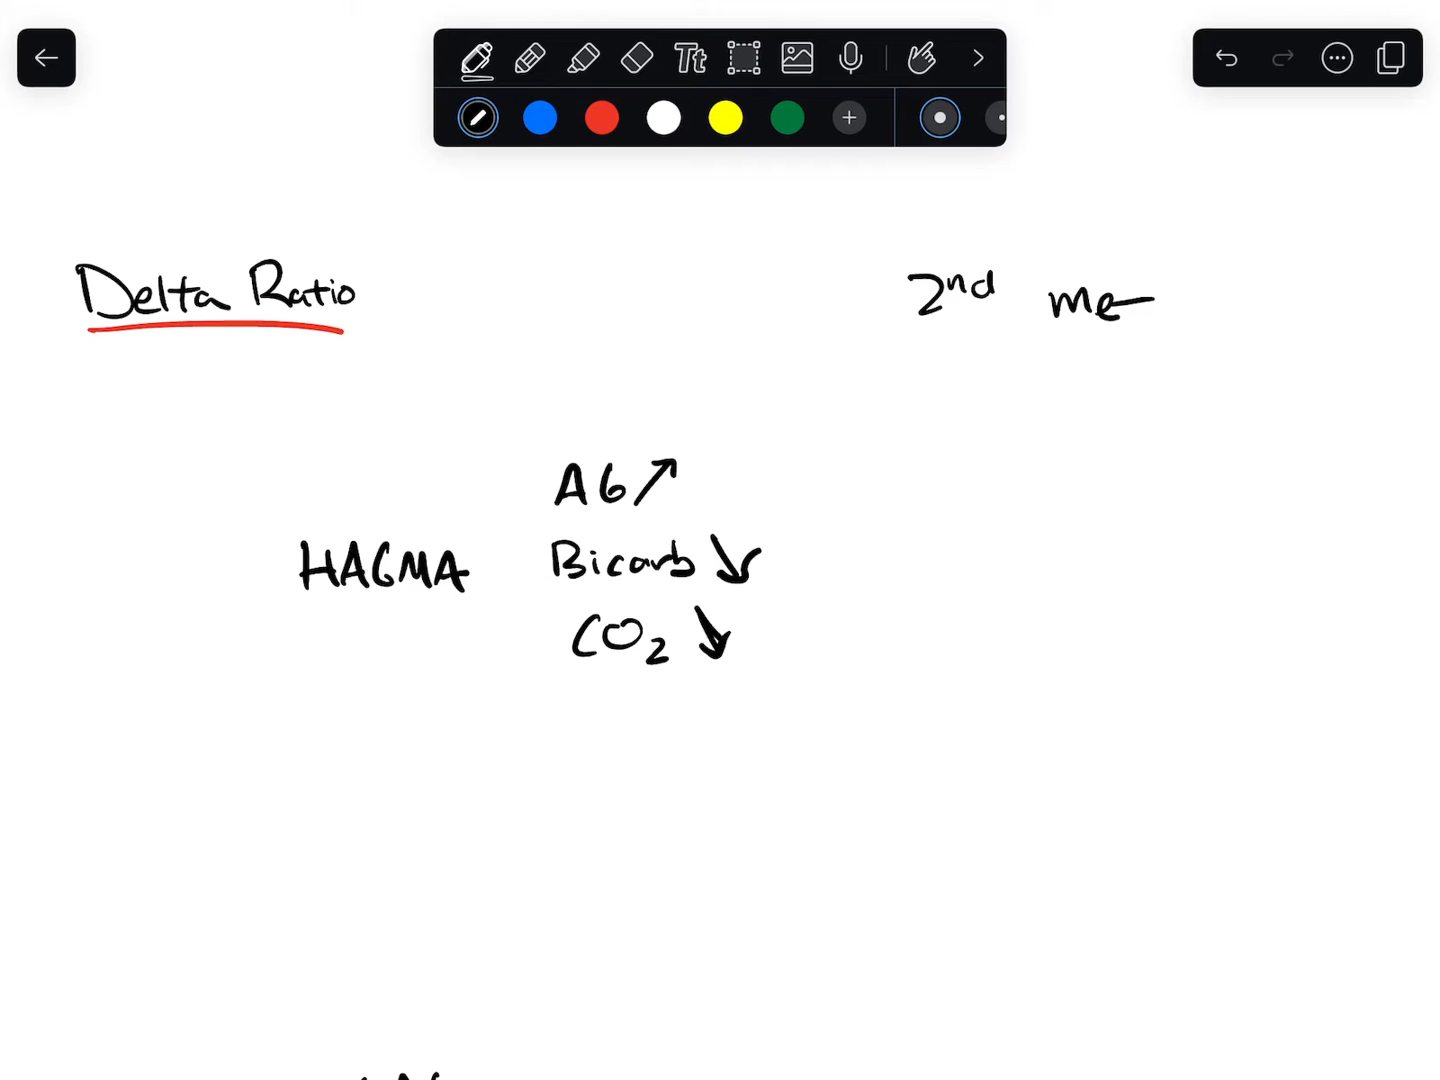 Delta Ratio
2nd me
AG↗
HAGMA Bicarb ↘
CO2 ↘